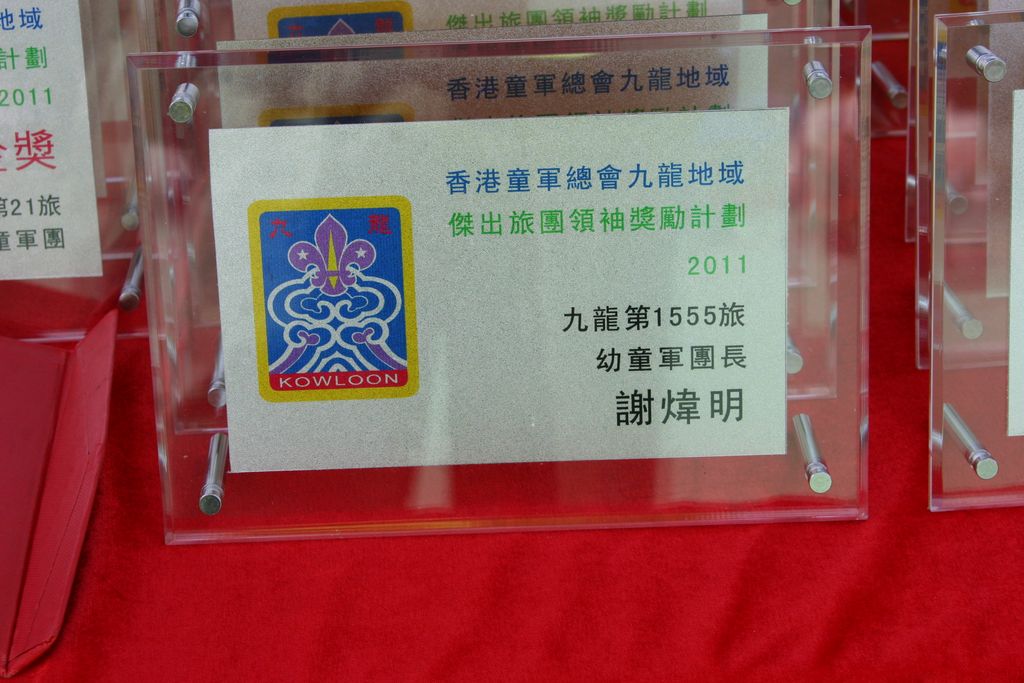 地域
計劃
2011
金獎
第21旅
童軍團
傑出旅團領袖獎勵計劃
香港童軍總會九龍地域
香港童軍總會九龍地域
傑出旅團領袖獎勵計劃
2011
九龍第1555旅
幼童軍團長
謝煒明
九龍
KOWLOON